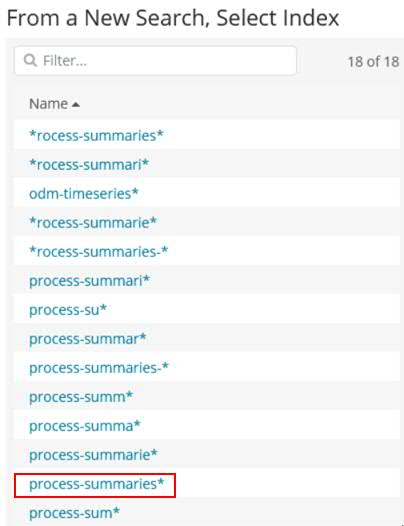 From a New Search, Select Index
Filter...
18 of 18
Name
*rocess-summaries*
*rocess-summari*
odm-timeseries*
*rocess-summarie*
*rocess-summaries-*
process-summari*
process-su*
process-summar*
process-summaries-*
process-summ*
process-summa*
process-summarie*
process-summaries*
process-sum*